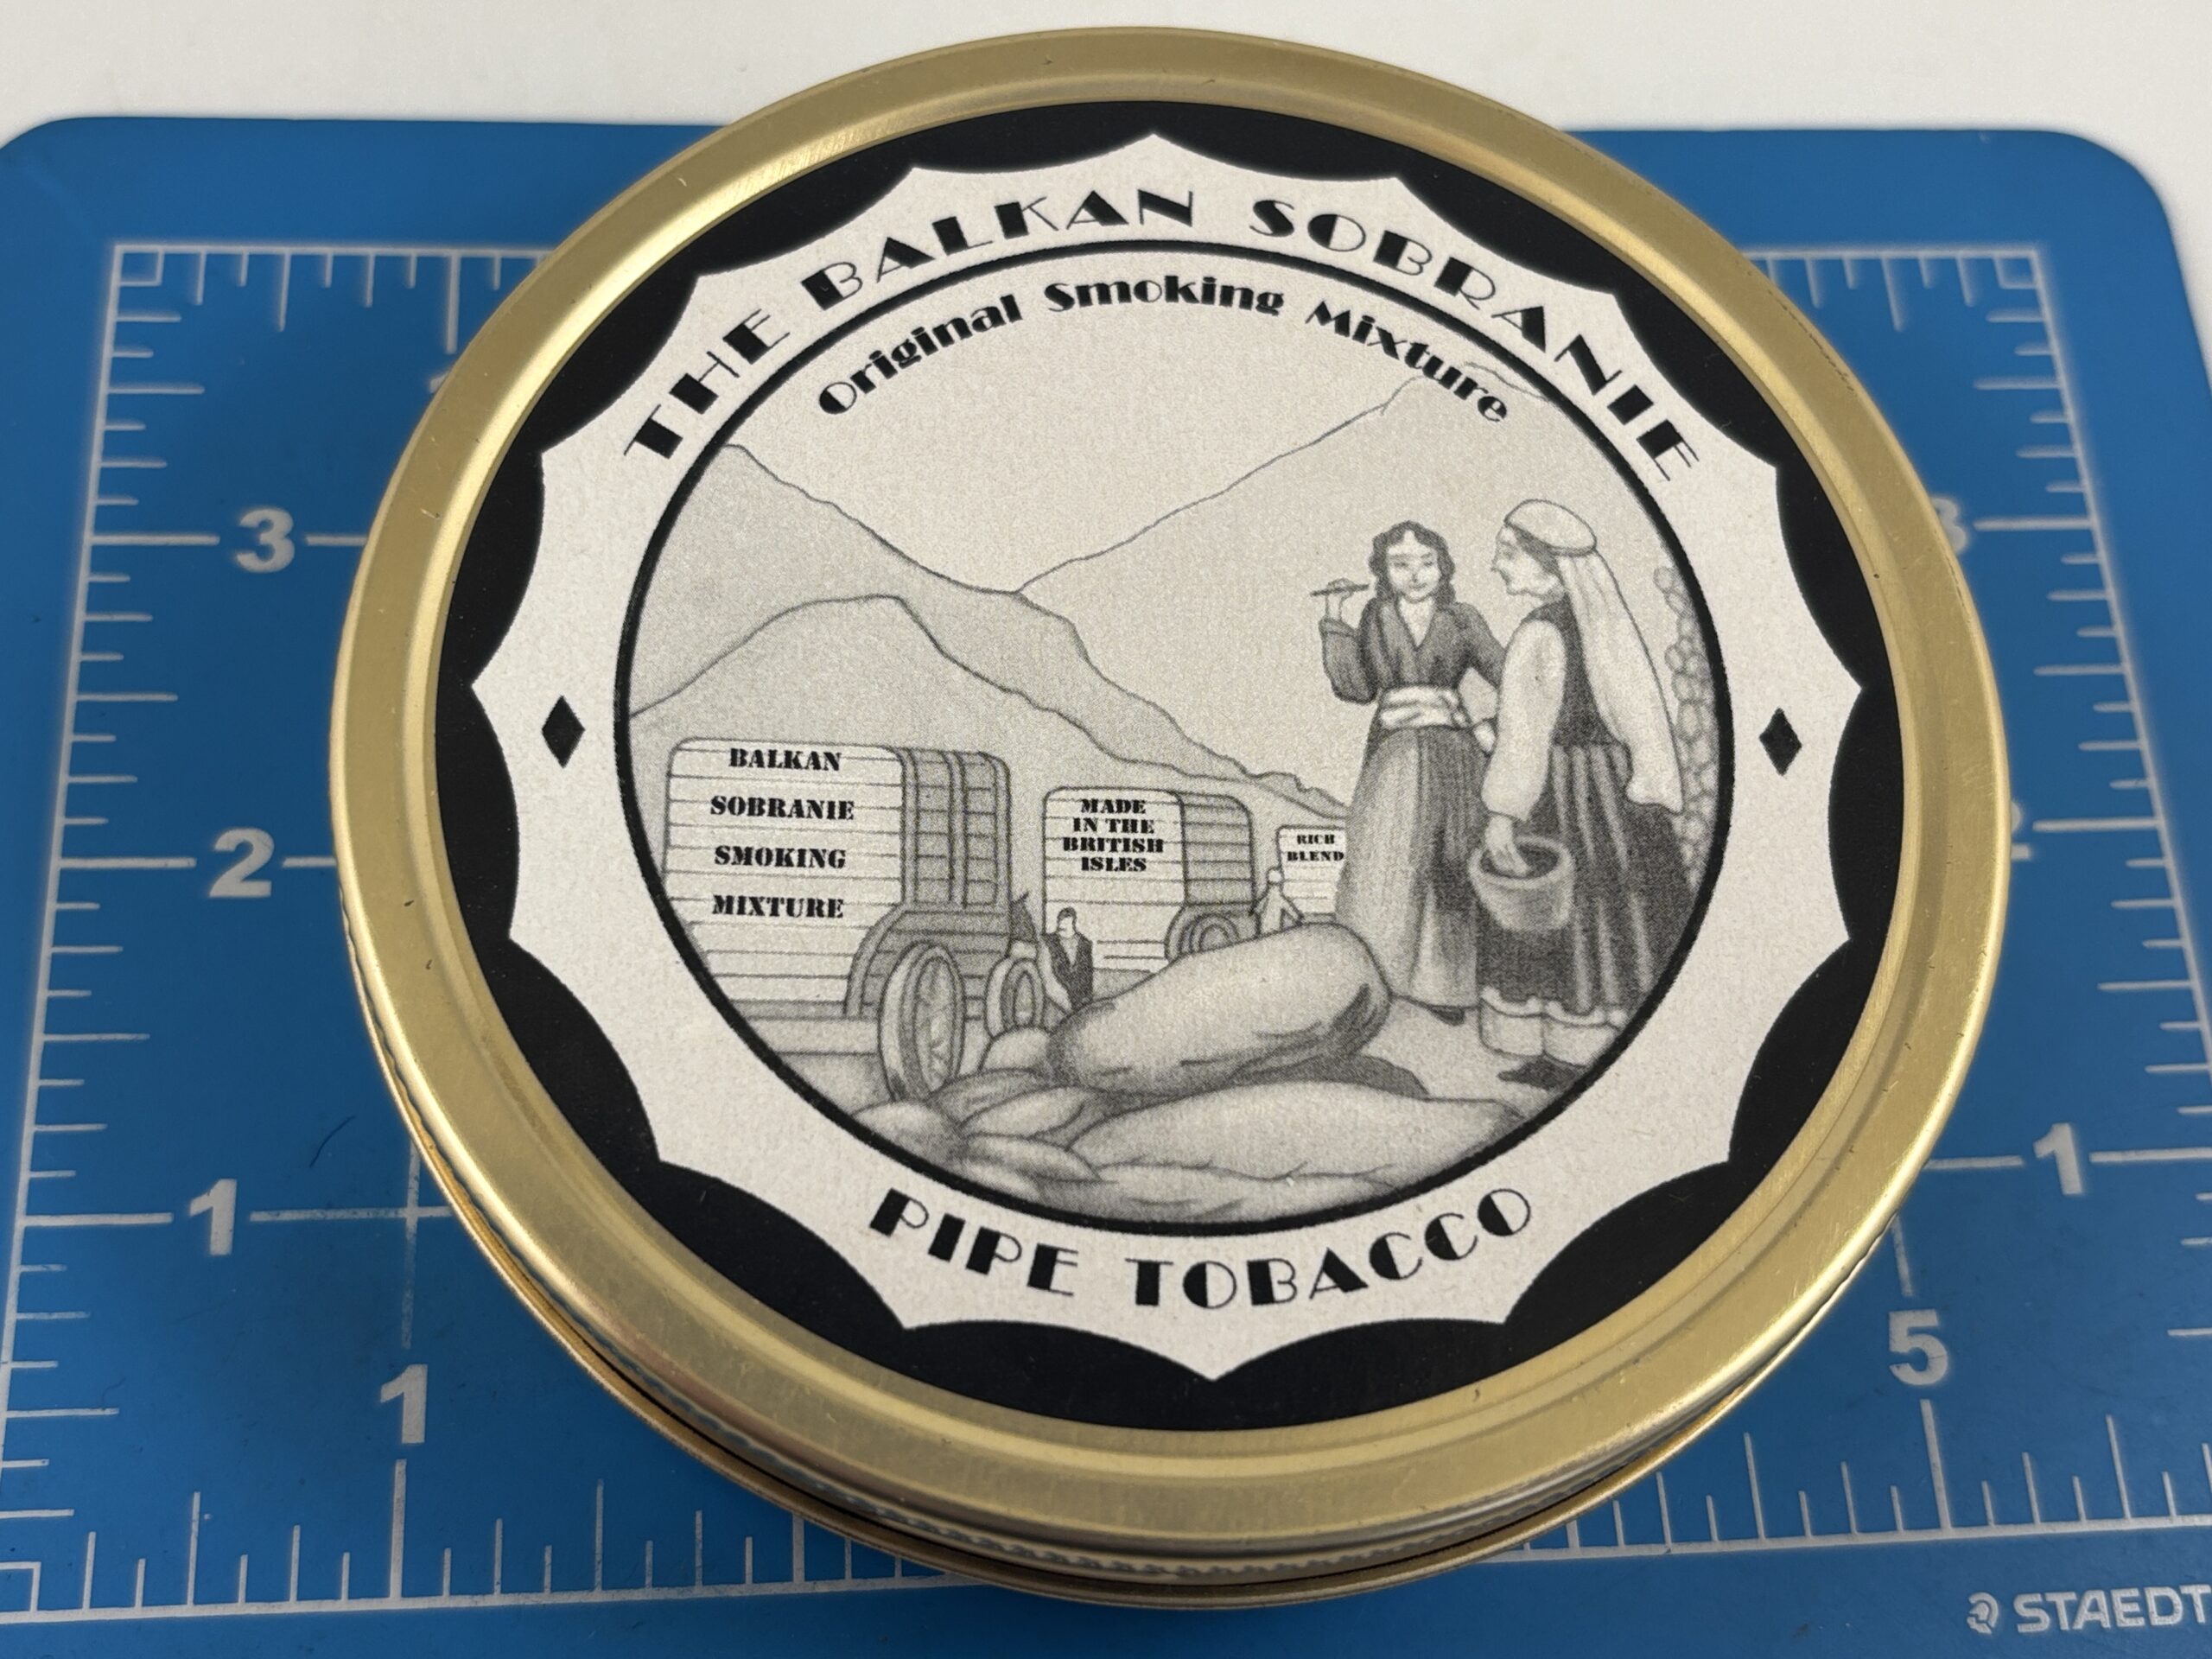 THE BALKAN SOBRANIE
Original Smoking Mixture
BALKAN
SOBRANIE
SMOKING
MIXTURE
MADE
IN THE
BRITISH
ISLES
RICH
BLEND
PIPE TOBACCO
3
2
1
1
3
2
1
5
STAEDT